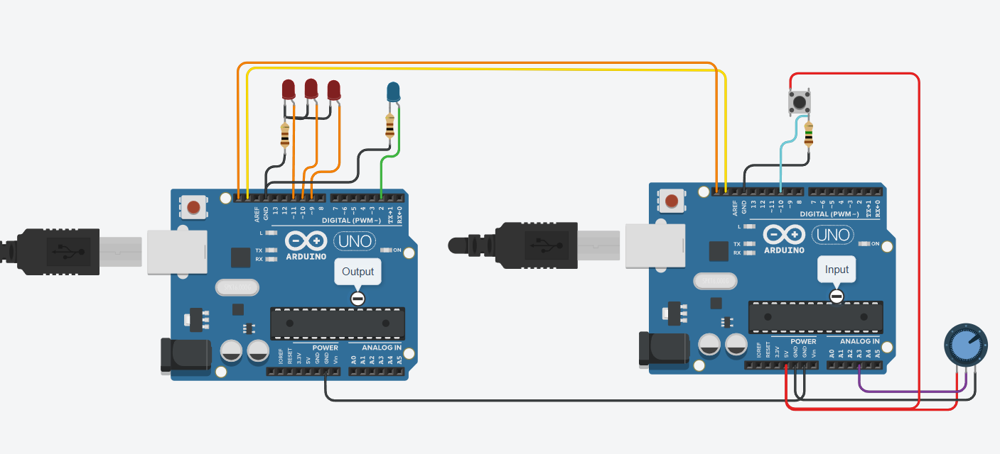 AREF
GND
13
12
~11
~10
~9
8
7
~6
~5
4
~3
2
TX→1
RX←0
DIGITAL (PWM~)
L
TX
RX
ARDUINO
UNO
ON
Output
POWER
ANALOG IN
IOREF
RESET
3.3V
5V
GND
GND
Vin
A0
A1
A2
A3
A4
A5
AREF
GND
13
12
~11
~10
~9
8
7
~6
~5
4
~3
2
TX→1
RX←0
DIGITAL (PWM~)
L
TX
RX
ARDUINO
UNO
ON
Input
POWER
ANALOG IN
IOREF
RESET
3.3V
5V
GND
GND
Vin
A0
A1
A2
A3
A4
A5